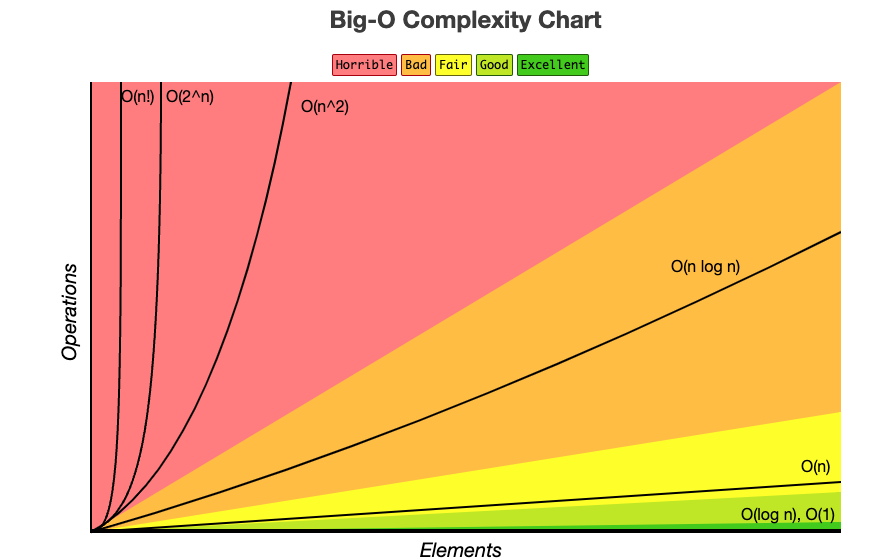 Big-O Complexity Chart
Horrible Bad Fair Good Excellent
O(n!) O(2^n)
O(n^2)
O(n log n)
O(n)
O(log n), O(1)
Operations
Elements